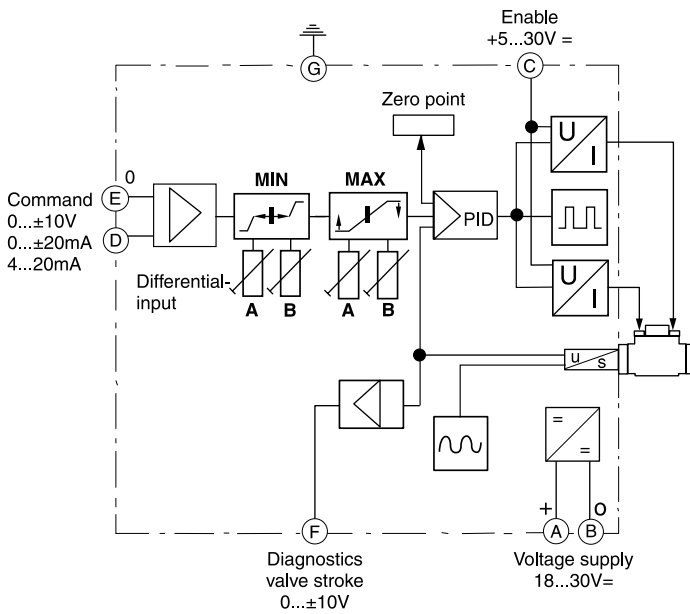 Enable
+5...30V =
C
G
Zero point
U
I
0
MIN
MAX
Command
0...±10V
0...±20mA
4...20mA
E
D
PID
Differential-
input
A
B
A
B
U
I
u
s
=
=
+
o
F
A
B
Diagnostics
valve stroke
0...±10V
Voltage supply
18...30V=